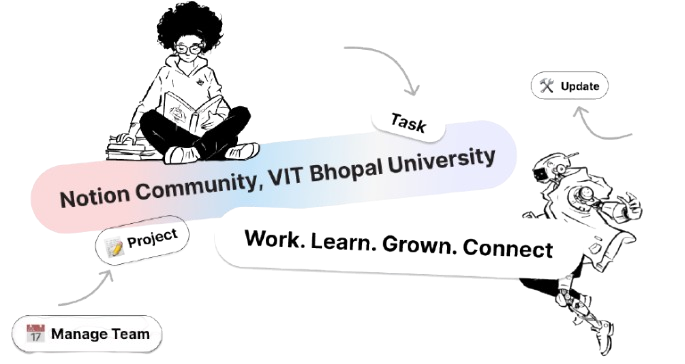 Update
Task
Notion Community, VIT Bhopal University
Project
Work. Learn. Grown. Connect
17
Manage Team